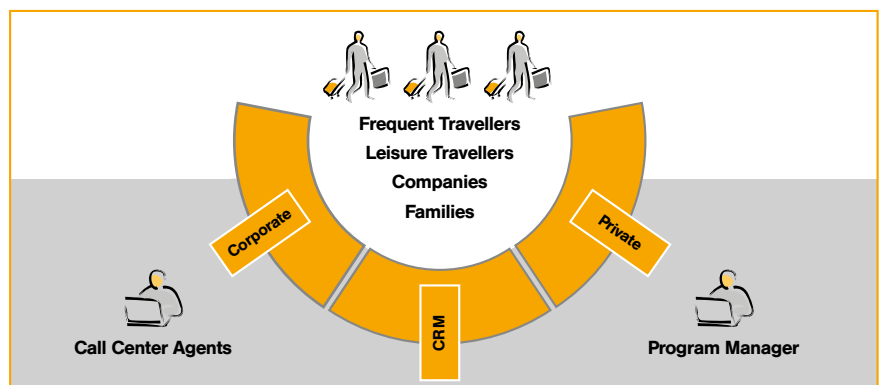 Frequent Travellers
Leisure Travellers
Companies
Families
Corporate
Private
CRM
Call Center Agents
Program Manager